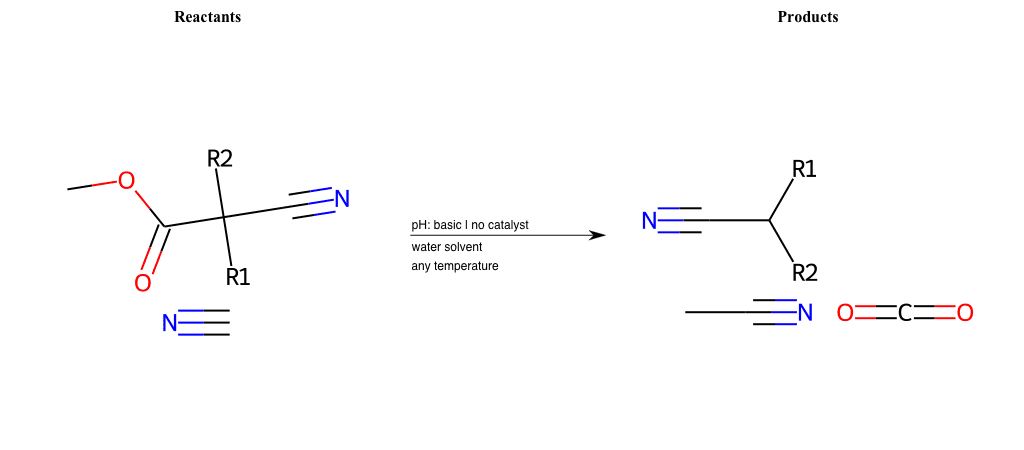 Reactants
Products
R2
O
N
O
R1
N
pH: basic | no catalyst
water solvent
any temperature
R1
N
R2
N
O C O